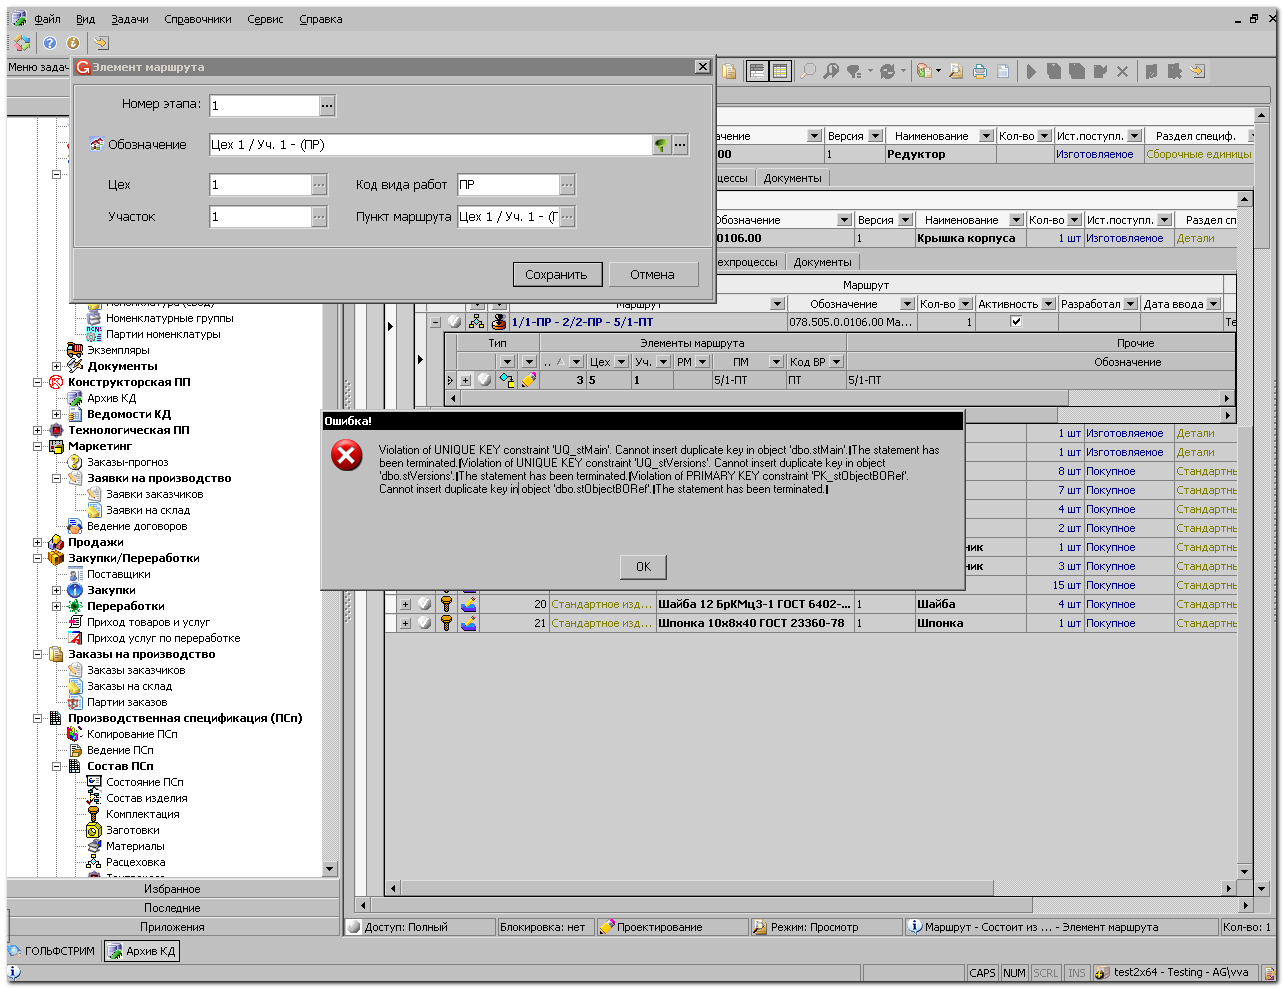 Файл Вид Задачи Справочники Сервис Справка
Меню задач
Элемент маршрута
Номер этапа: 1
Обозначение Цех 1 / Уч. 1 - (ПР)
Цех 1 Код вида работ ПР
Участок 1 Пункт маршрута Цех 1 / Уч. 1 - (Г
Сохранить Отмена
чение Версия Наименование Кол-во Ист.поступл. Раздел специф.
00 1 Редуктор Изготовляемое Сборочные единицы
цессы Документы
Обозначение Версия Наименование Кол-во Ист.поступл. Раздел сп
0106.00 1 Крышка корпуса 1 шт Изготовляемое Детали
ехпроцессы Документы
Маршрут
Маршрут Обозначение Кол-во Активность Разработал Дата ввода
1/1-ПР - 2/2-ПР - 5/1-ПТ 078.505.0.0106.00 Ма... 1 Те
Тип Элементы маршрута Прочие
.. Цех Уч. РМ ПМ Код ВР Обозначение
3 5 1 5/1-ПТ ПТ 5/1-ПТ
Номенклатура (свод)
Номенклатурные группы
Партии номенклатуры
Экземпляры
Документы
Конструкторская ПП
Архив КД
Ведомости КД
Технологическая ПП
Маркетинг
Заказы-прогноз
Заявки на производство
Заявки заказчиков
Заявки на склад
Ведение договоров
Продажи
Закупки/Переработки
Поставщики
Закупки
Переработки
Приход товаров и услуг
Приход услуг по переработке
Заказы на производство
Заказы заказчиков
Заказы на склад
Партии заказов
Производственная спецификация (ПСп)
Копирование ПСп
Ведение ПСп
Состав ПСп
Состояние ПСп
Состав изделия
Комплектация
Заготовки
Материалы
Расцеховка
Избранное
Последние
Приложения
Ошибка!
Violation of UNIQUE KEY constraint 'UQ_stMain'. Cannot insert duplicate key in object 'dbo.stMain'. The statement has
been terminated. Violation of UNIQUE KEY constraint 'UQ_stVersions'. Cannot insert duplicate key in object
'dbo.stVersions'. The statement has been terminated. Violation of PRIMARY KEY constraint 'PK_stObjectBORef'.
Cannot insert duplicate key in object 'dbo.stObjectBORef'. The statement has been terminated.
OK
1 шт Изготовляемое Детали
1 шт Изготовляемое Детали
8 шт Покупное Стандартнь
7 шт Покупное Стандартнь
4 шт Покупное Стандартнь
2 шт Покупное Стандартнь
ник 1 шт Покупное Стандартнь
ник 3 шт Покупное Стандартнь
15 шт Покупное Стандартнь
20 Стандартное изд... Шайба 12 БрКМц3-1 ГОСТ 6402-... 1 Шайба 4 шт Покупное Стандартнь
21 Стандартное изд... Шпонка 10х8х40 ГОСТ 23360-78 1 Шпонка 1 шт Покупное Стандартнь
Доступ: Полный Блокировка: нет Проектирование Режим: Просмотр Маршрут - Состоит из ... - Элемент маршрута Кол-во: 1
ГОЛЬФСТРИМ Архив КД
CAPS NUM SCRL INS test2x64 - Testing - AG\vva